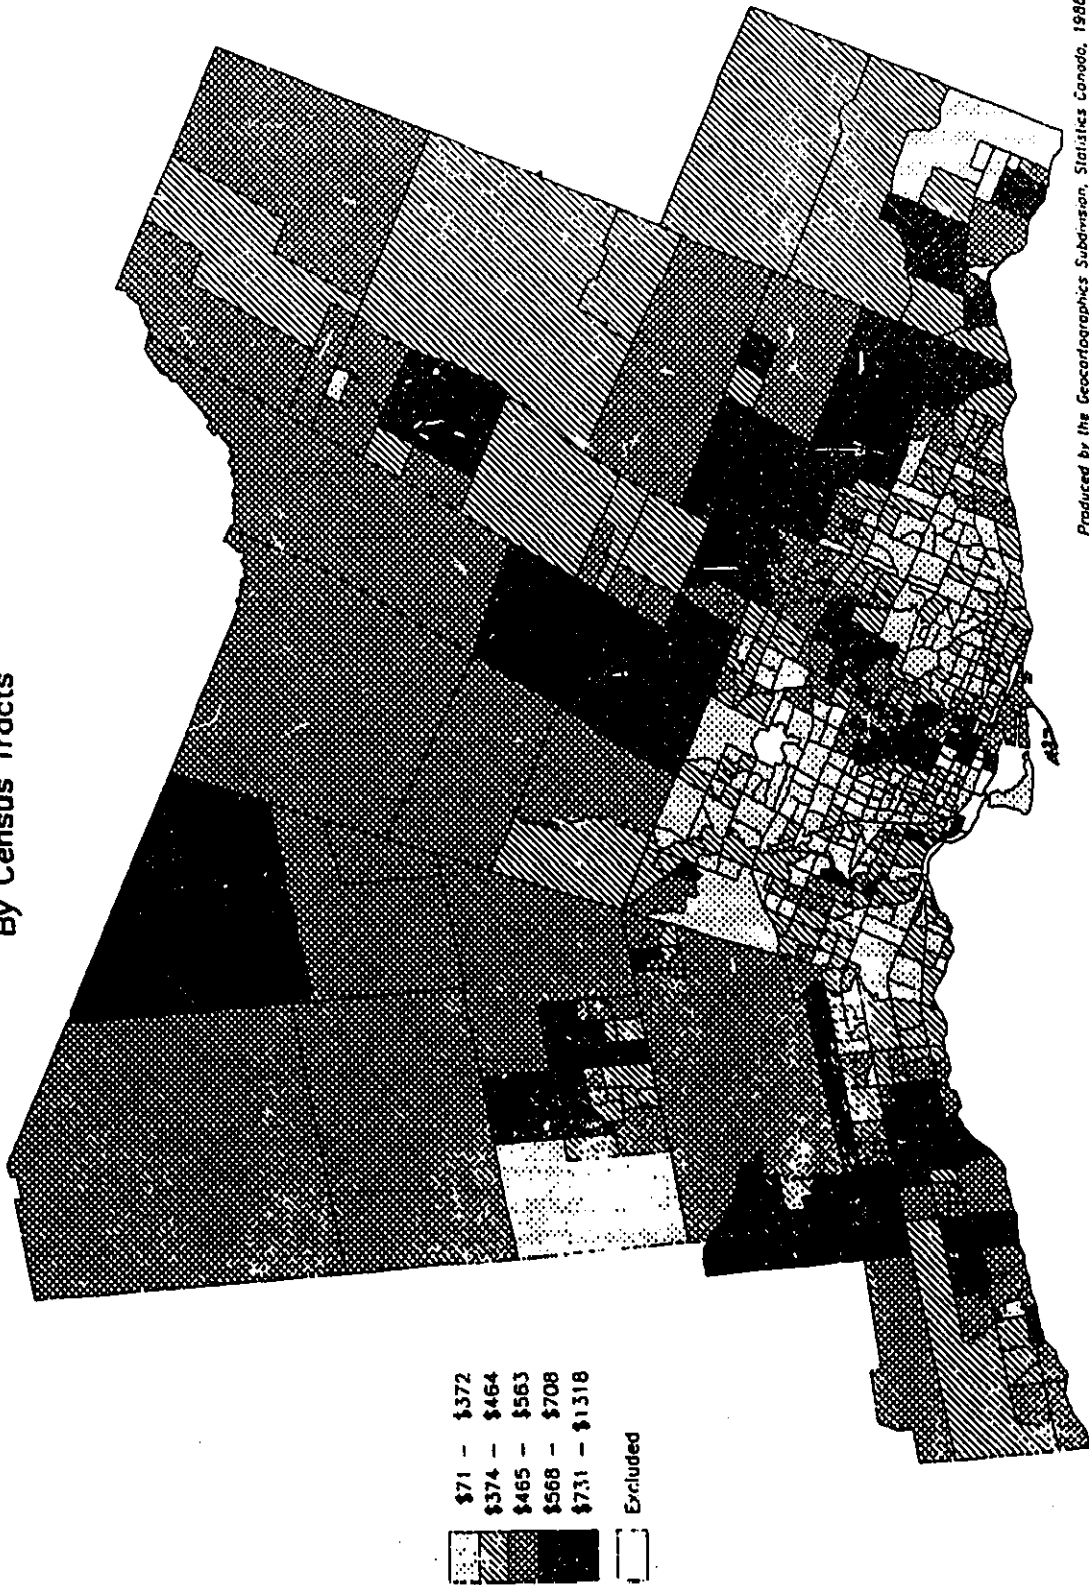 By Census Tracts
$71 - $372
$374 - $464
$465 - $563
$568 - $708
$731 - $1318
Excluded
Produced by the Geocartographics Subdivision, Statistics Canada, 1986